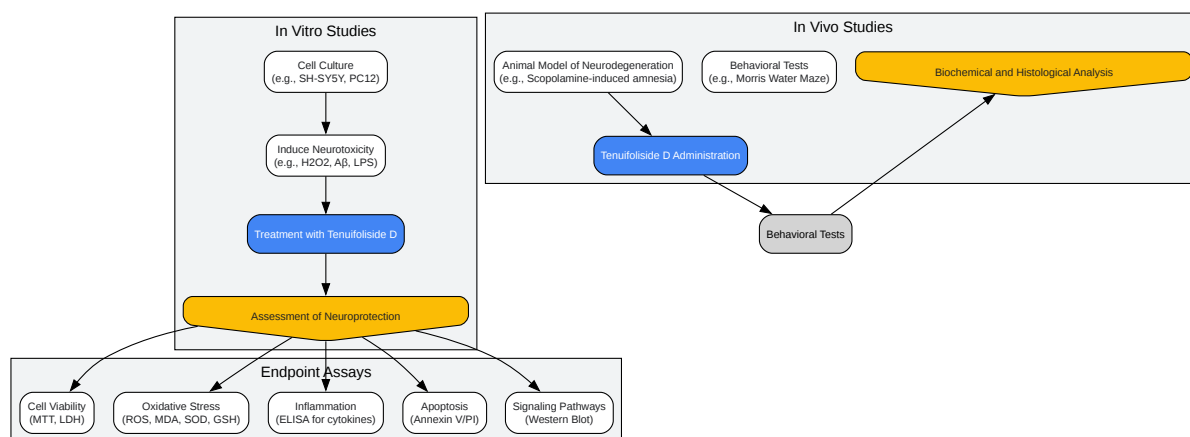 In Vitro Studies
Cell Culture
(e.g., SH-SY5Y, PC12)
Induce Neurotoxicity
(e.g., H2O2, Aβ, LPS)
Treatment with Tenuifoliside D
Assessment of Neuroprotection
Endpoint Assays
Cell Viability
(MTT, LDH)
Oxidative Stress
(ROS, MDA, SOD, GSH)
Inflammation
(ELISA for cytokines)
Apoptosis
(Annexin V/PI)
Signaling Pathways
(Western Blot)
In Vivo Studies
Animal Model of Neurodegeneration
(e.g., Scopolamine-induced amnesia)
Behavioral Tests
(e.g., Morris Water Maze)
Biochemical and Histological Analysis
Tenuifoliside D Administration
Behavioral Tests